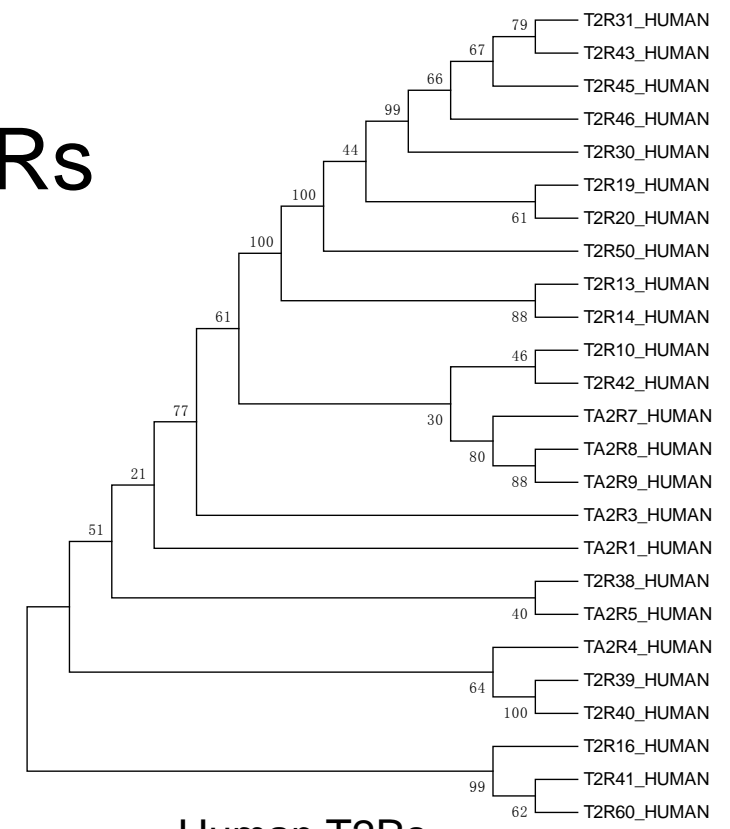 79
T2R31_HUMAN
67
T2R43_HUMAN
66
T2R45_HUMAN
99
T2R46_HUMAN
44
T2R30_HUMAN
Rs
100
T2R19_HUMAN
61
T2R20_HUMAN
100
T2R50_HUMAN
T2R13_HUMAN
61
88
T2R14_HUMAN
46
T2R10_HUMAN
T2R42_HUMAN
77
30
TA2R7_HUMAN
80
TA2R8_HUMAN
21
88
TA2R9_HUMAN
TA2R3_HUMAN
51
TA2R1_HUMAN
T2R38_HUMAN
40
TA2R5_HUMAN
TA2R4_HUMAN
64
T2R39_HUMAN
100
T2R40_HUMAN
T2R16_HUMAN
99
T2R41_HUMAN
62
T2R60_HUMAN
Human T2Rs